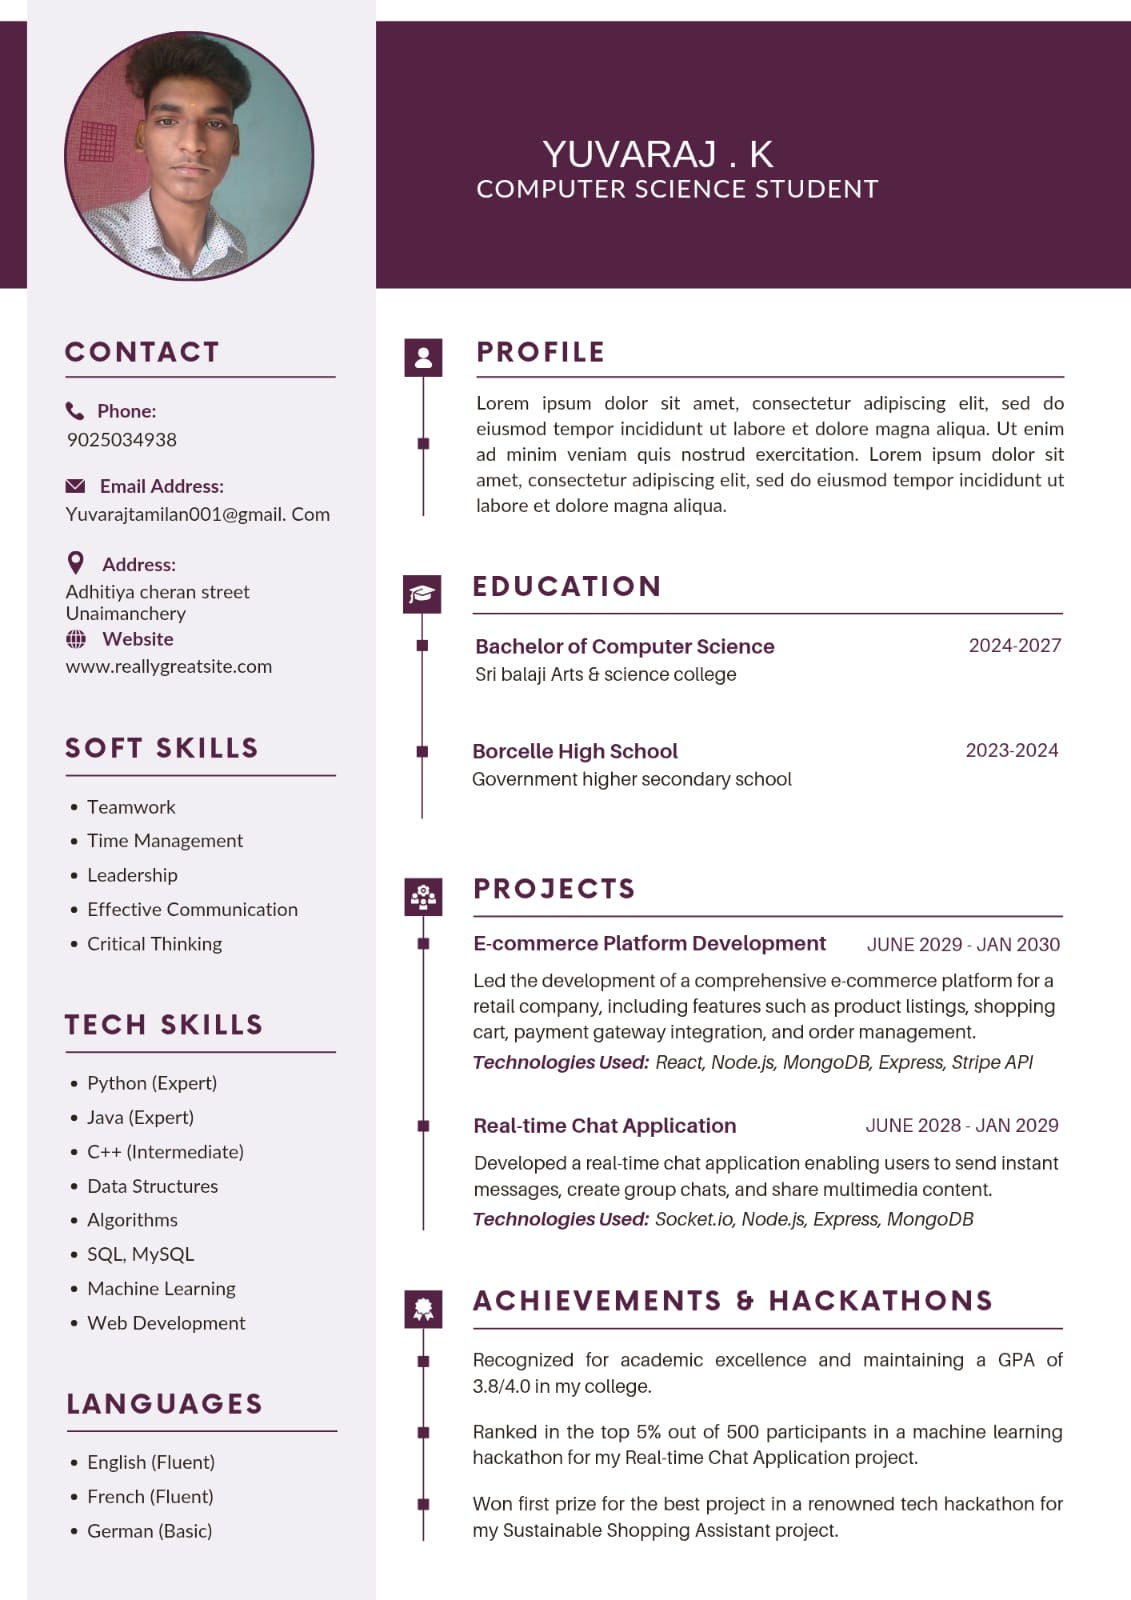 YUVARAJ . K
COMPUTER SCIENCE STUDENT
CONTACT
Phone:
9025034938
Email Address:
Yuvarajtamilan001@gmail. Com
Address:
Adhitiya cheran street
Unaimanchery
Website
www.reallygreatsite.com
SOFT SKILLS
• Teamwork
• Time Management
• Leadership
• Effective Communication
• Critical Thinking
TECH SKILLS
• Python (Expert)
• Java (Expert)
• C++ (Intermediate)
• Data Structures
• Algorithms
• SQL, MySQL
• Machine Learning
• Web Development
LANGUAGES
• English (Fluent)
• French (Fluent)
• German (Basic)
PROFILE
Lorem ipsum dolor sit amet, consectetur adipiscing elit, sed do
eiusmod tempor incididunt ut labore et dolore magna aliqua. Ut enim
ad minim veniam quis nostrud exercitation. Lorem ipsum dolor sit
amet, consectetur adipiscing elit, sed do eiusmod tempor incididunt ut
labore et dolore magna aliqua.
EDUCATION
Bachelor of Computer Science 2024-2027
Sri balaji Arts & science college
Borcelle High School 2023-2024
Government higher secondary school
PROJECTS
E-commerce Platform Development JUNE 2029 - JAN 2030
Led the development of a comprehensive e-commerce platform for a
retail company, including features such as product listings, shopping
cart, payment gateway integration, and order management.
Technologies Used: React, Node.js, MongoDB, Express, Stripe API
Real-time Chat Application JUNE 2028 - JAN 2029
Developed a real-time chat application enabling users to send instant
messages, create group chats, and share multimedia content.
Technologies Used: Socket.io, Node.js, Express, MongoDB
ACHIEVEMENTS & HACKATHONS
Recognized for academic excellence and maintaining a GPA of
3.8/4.0 in my college.
Ranked in the top 5% out of 500 participants in a machine learning
hackathon for my Real-time Chat Application project.
Won first prize for the best project in a renowned tech hackathon for
my Sustainable Shopping Assistant project.